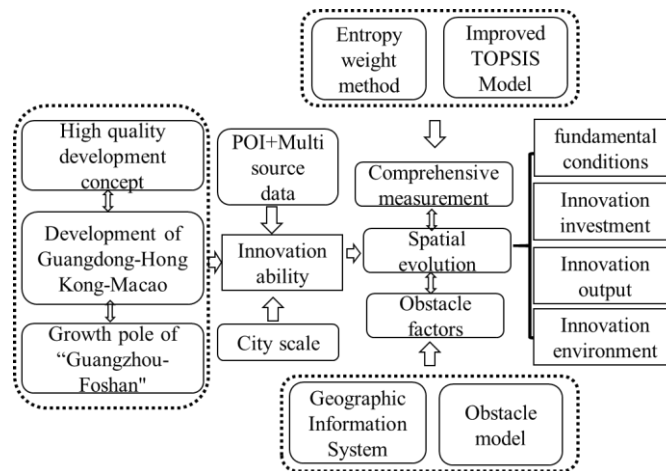 Entropy
weight
method
Improved
TOPSIS
Model
High quality
development
concept
Development of
Guangdong-Hong
Kong-Macao
Growth pole of
“Guangzhou-
Foshan"
POI+Multi
source
data
Innovation
ability
City scale
Comprehensive
measurement
Spatial
evolution
Obstacle
factors
fundamental
conditions
Innovation
investment
Innovation
output
Innovation
environment
Geographic
Information
System
Obstacle
model